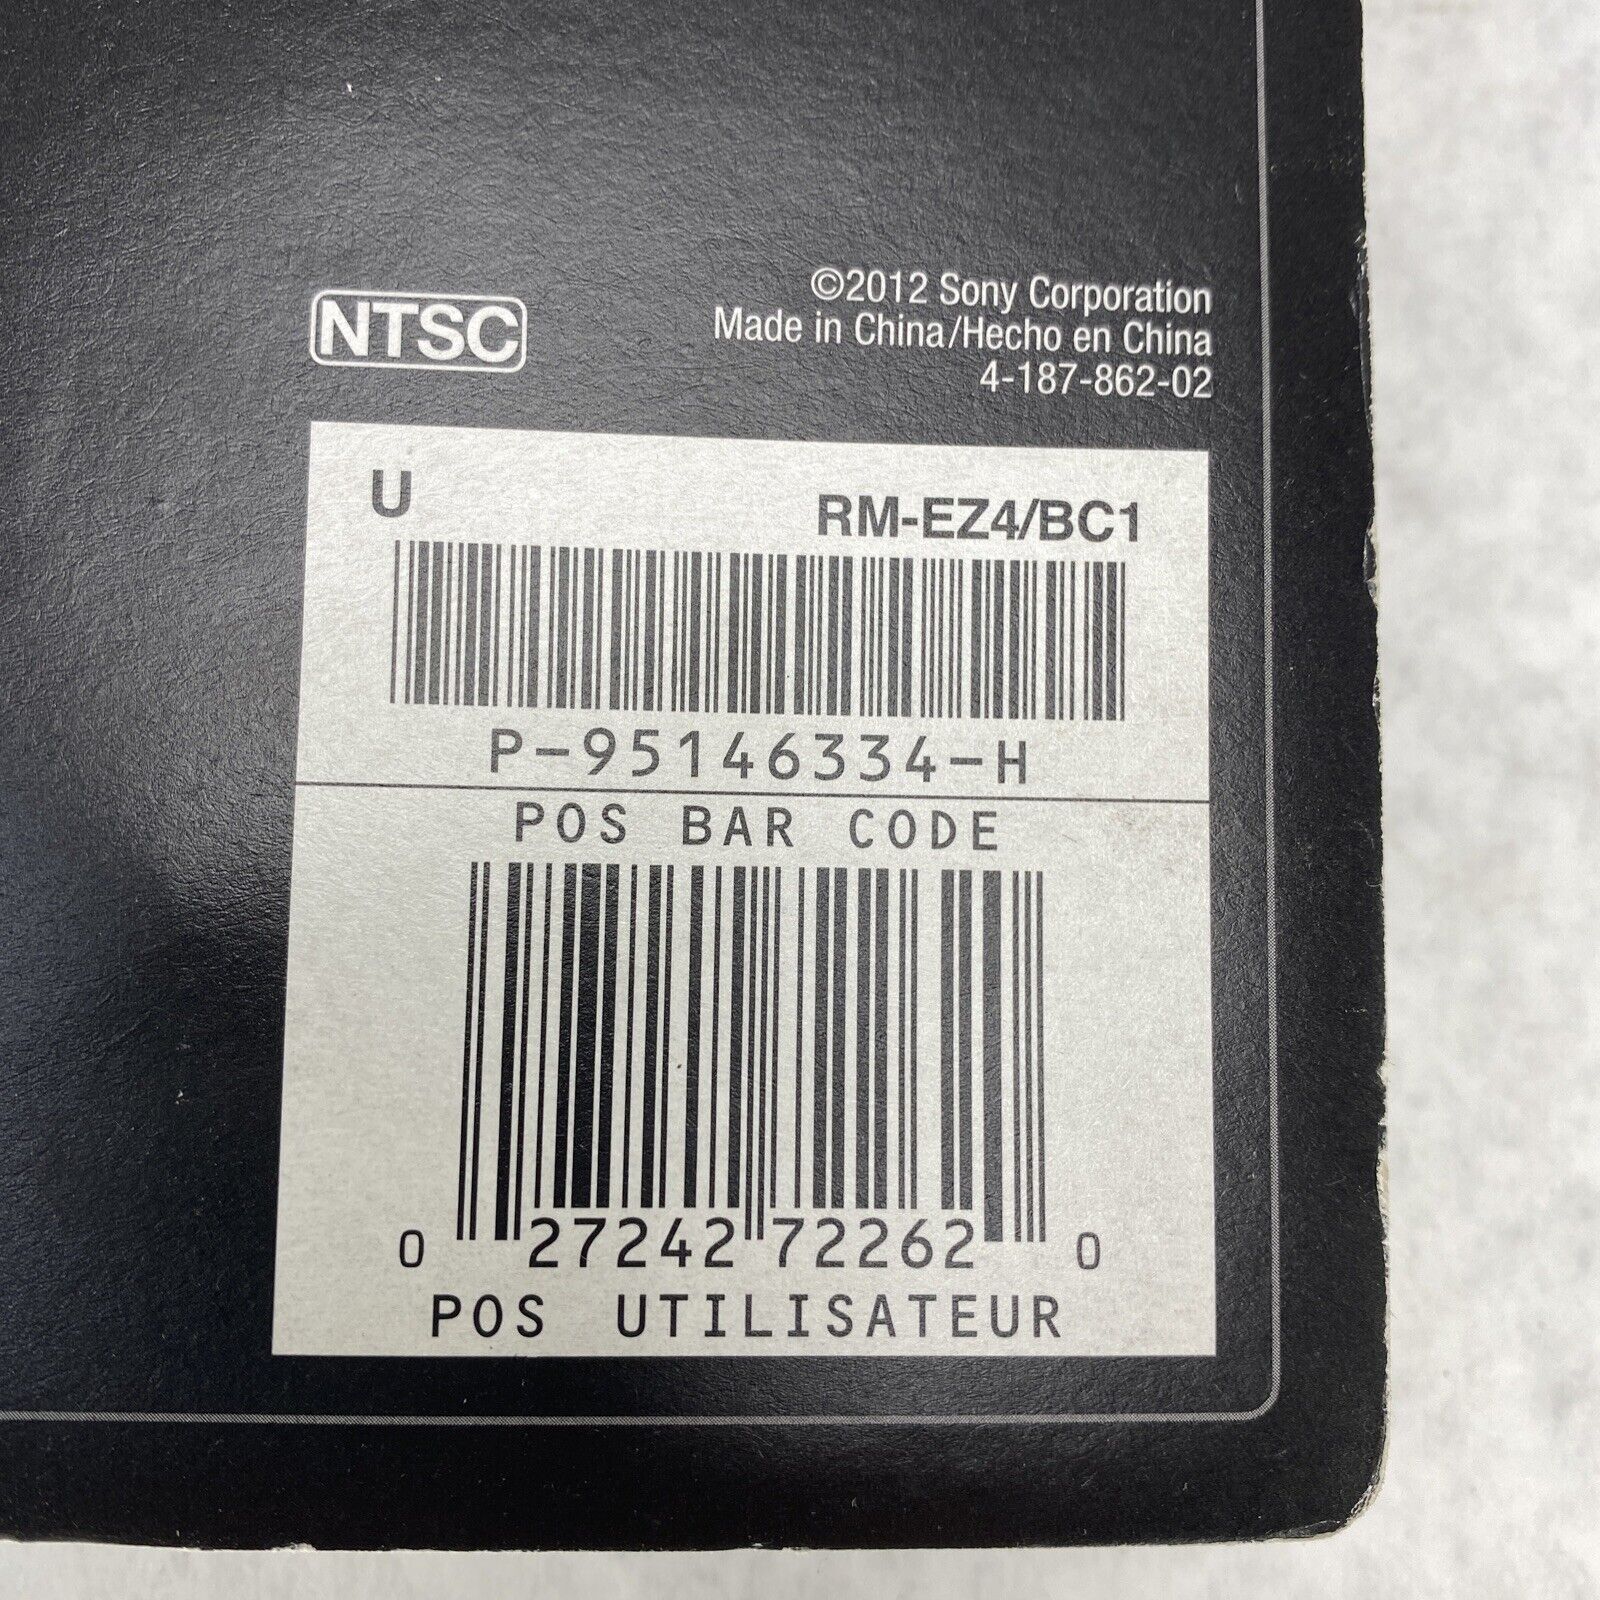 NTSC
©2012 Sony Corporation
Made in China/Hecho en China
4-187-862-02
U
RM-EZ4/BC1
P-95146334-H
POS BAR CODE
0 27242 72262 0
POS UTILISATEUR